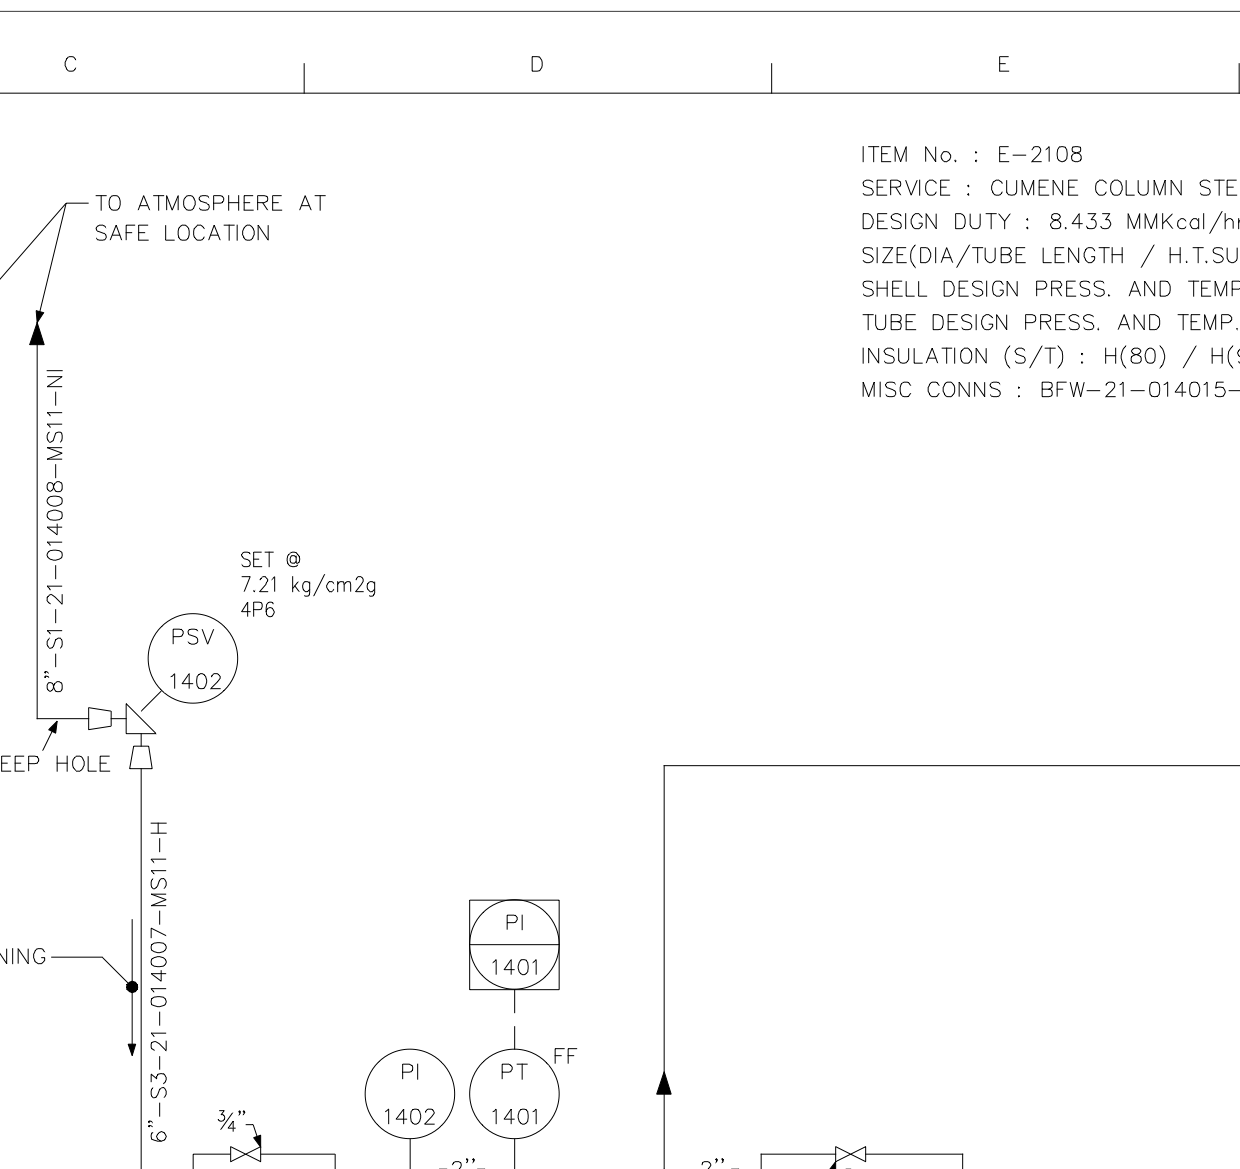 C
D
E
ITEM No. : E-2108
SERVICE : CUMENE COLUMN STE
DESIGN DUTY : 8.433 MMKcal/hr
SIZE(DIA/TUBE LENGTH / H.T.SU
SHELL DESIGN PRESS. AND TEMP
TUBE DESIGN PRESS. AND TEMP.
INSULATION (S/T) : H(80) / H(9
MISC CONNS : BFW-21-014015-
TO ATMOSPHERE AT
SAFE LOCATION
8"-S1-21-014008-MS11-NI
SET @
7.21 kg/cm2g
4P6
PSV
1402
EEP HOLE
6"-S3-21-014007-MS11-H
NING
PI
1401
PI
1402
PT
1401
FF
3/4"
2"
2"